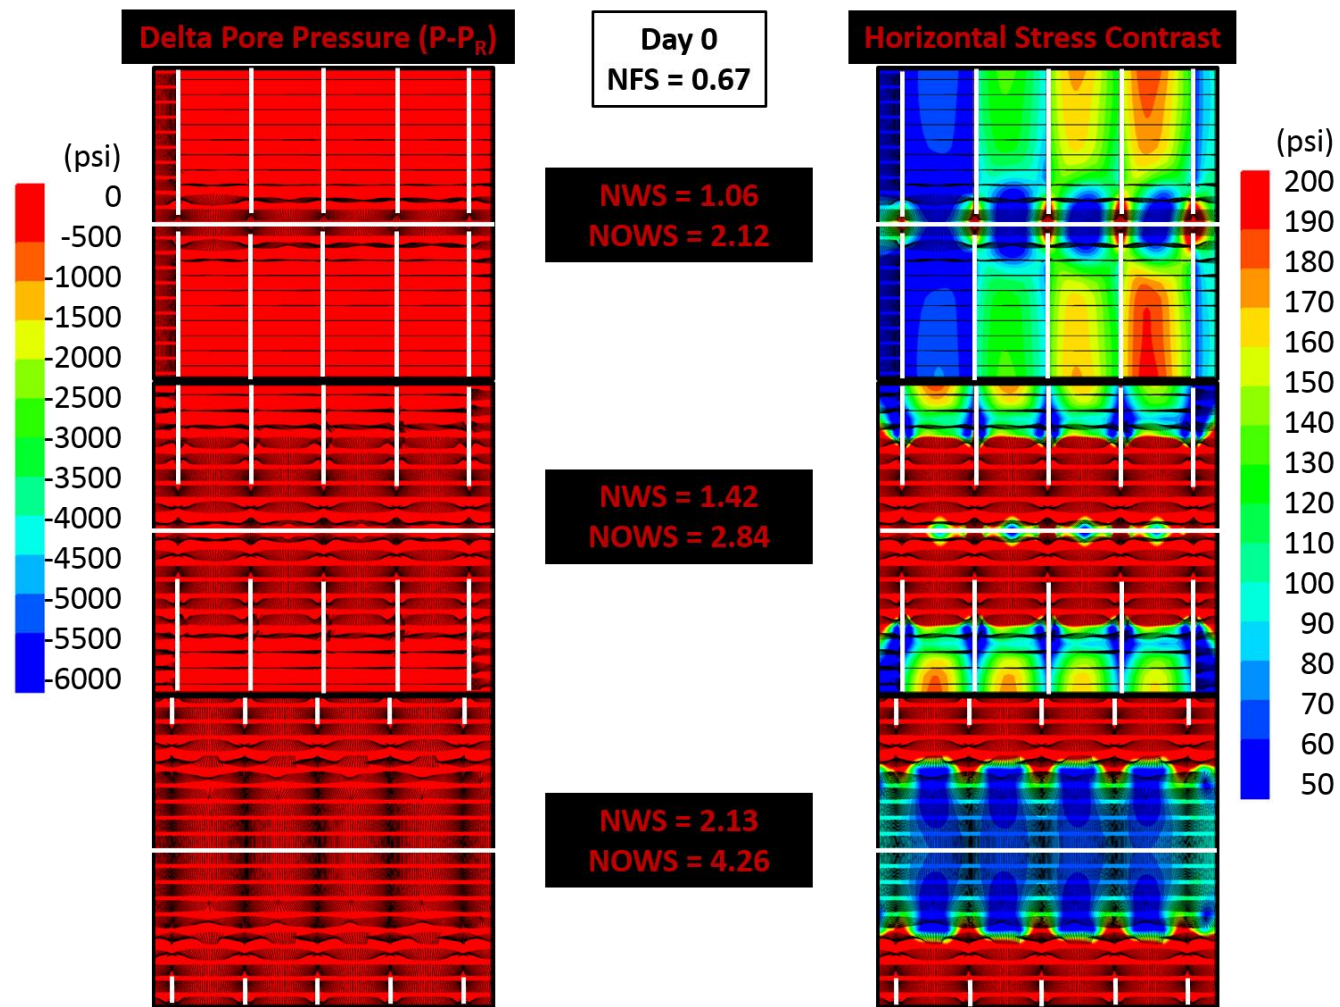 Delta Pore Pressure (P-PR)
Day 0
NFS = 0.67
Horizontal Stress Contrast
(psi)
0
-500
-1000
-1500
-2000
-2500
-3000
-3500
-4000
-4500
-5000
-5500
-6000
NWS = 1.06
NOWS = 2.12
NWS = 1.42
NOWS = 2.84
NWS = 2.13
NOWS = 4.26
(psi)
200
190
180
170
160
150
140
130
120
110
100
90
80
70
60
50